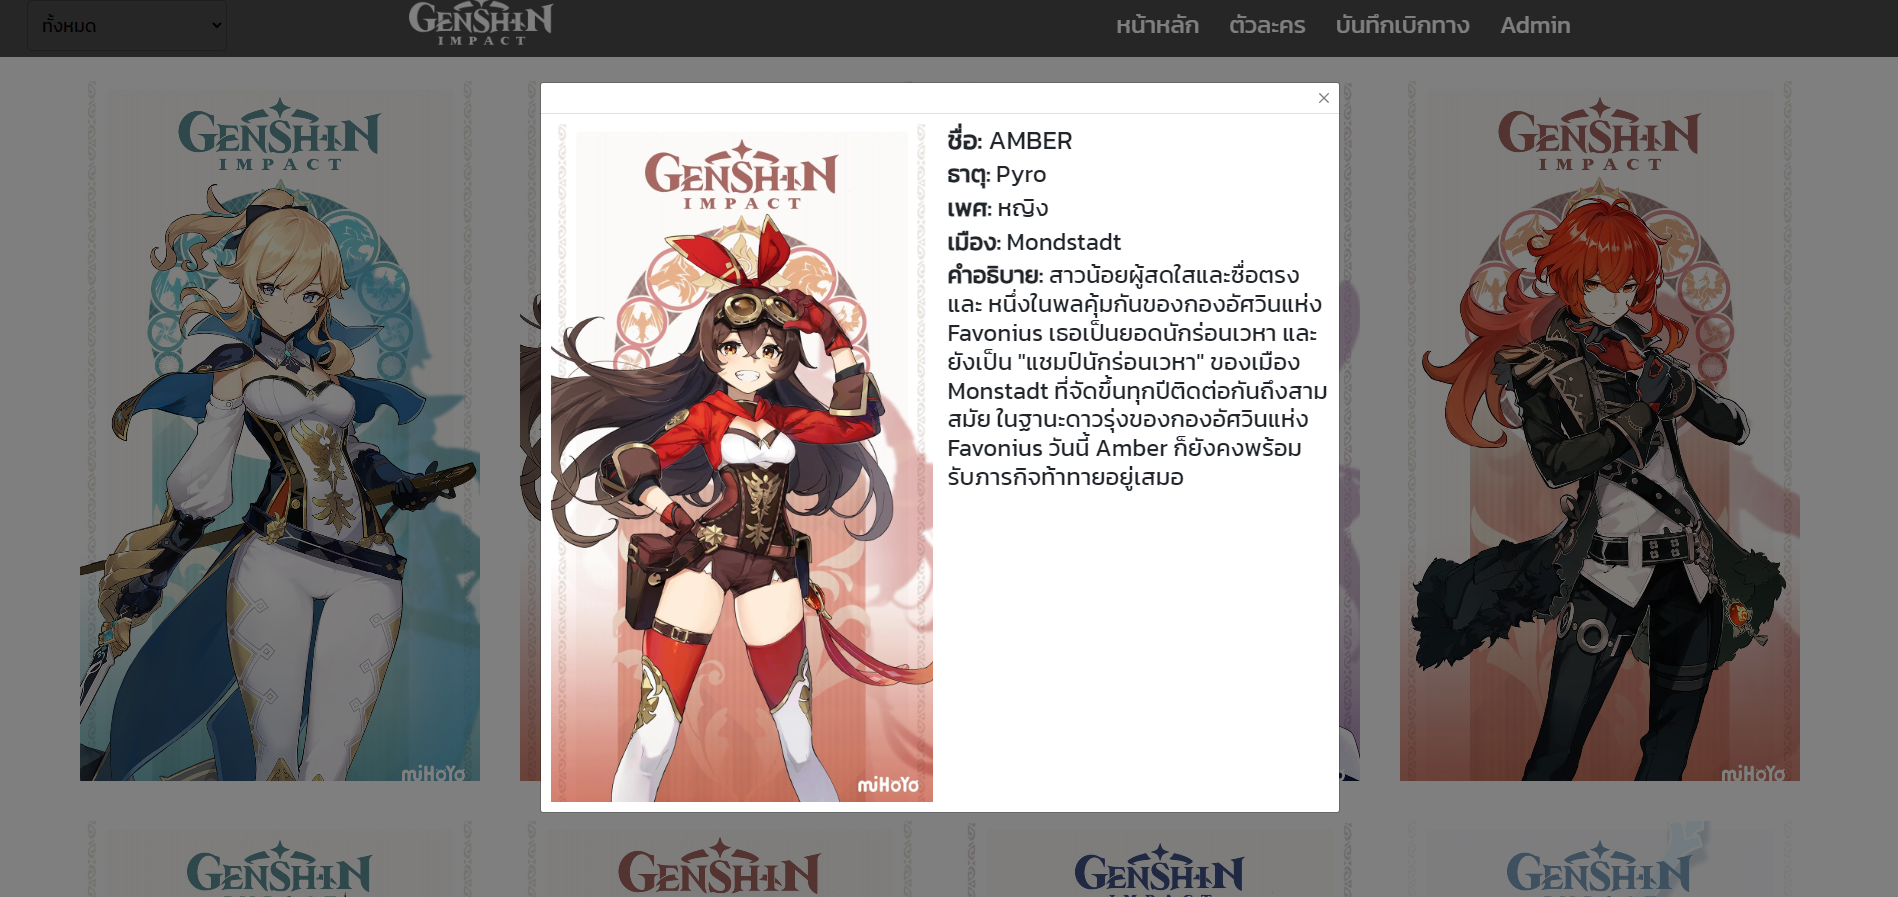 ทั้งหมด
GENSHIN
IMPACT
หน้าหลัก ตัวละคร บันทึกเบิกทาง Admin
GENSHIN
IMPACT
miHoYo
×
GENSHIN
IMPACT
miHoYo
ชื่อ: AMBER
ธาตุ: Pyro
เพศ: หญิง
เมือง: Mondstadt
คำอธิบาย: สาวน้อยผู้สดใสและซื่อตรง
และ หนึ่งในพลคุ้มกันของกองอัศวินแห่ง
Favonius เธอเป็นยอดนักร่อนเวหา และ
ยังเป็น "แชมป์นักร่อนเวหา" ของเมือง
Monstadt ที่จัดขึ้นทุกปีติดต่อกันถึงสาม
สมัย ในฐานะดาวรุ่งของกองอัศวินแห่ง
Favonius วันนี้ Amber ก็ยังคงพร้อม
รับภารกิจท้าทายอยู่เสมอ
GENSHIN
IMPACT
miHoYo
GENSHIN
GENSHIN
GENSHIN
GENSHIN